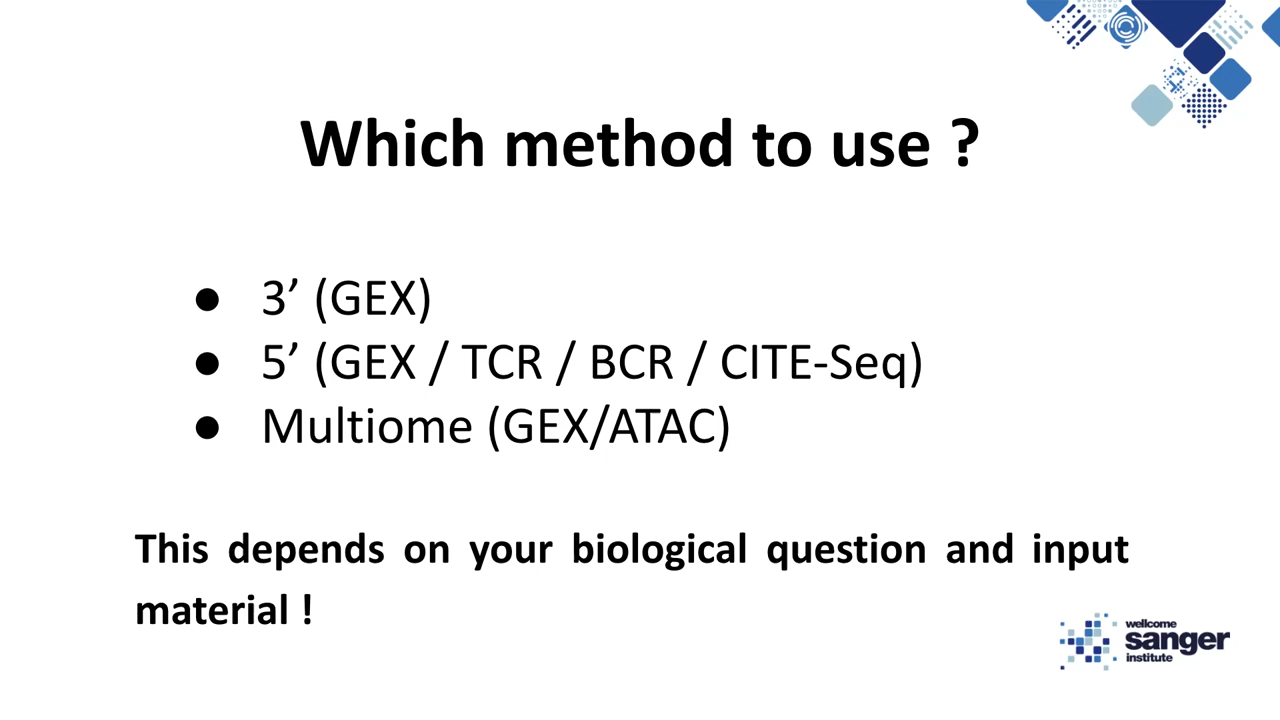 Which method to use ?
● 3’ (GEX)
● 5’ (GEX / TCR / BCR / CITE-Seq)
● Multiome (GEX/ATAC)
This depends on your biological question and input
material !
wellcome
sanger
institute